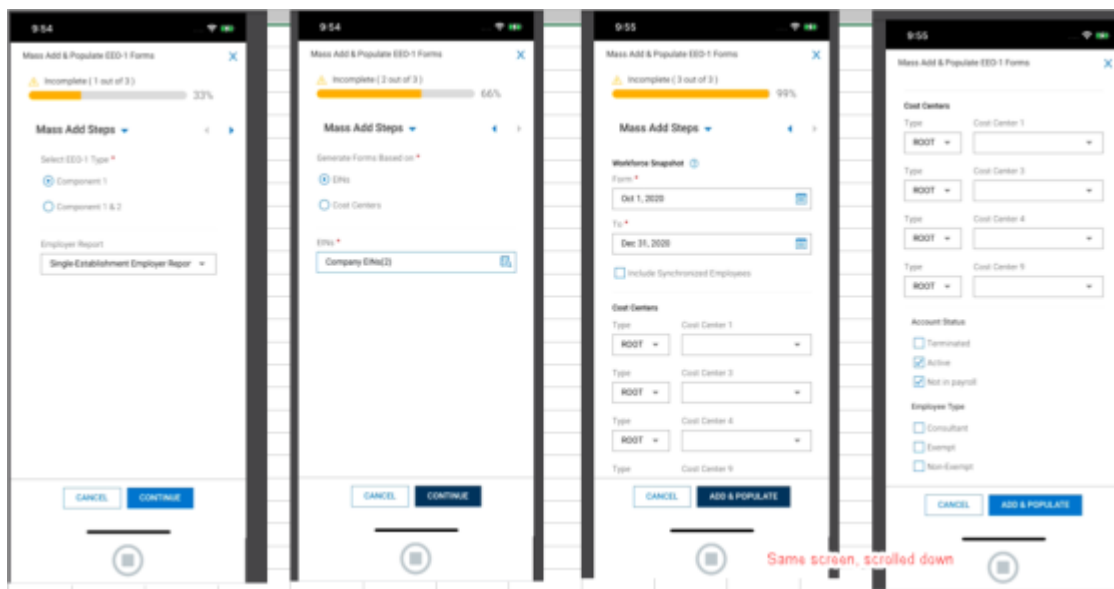 9:54
Mass Add & Populate EEO-1 Forms X
Incomplete ( 1 out of 3 )
33%
Mass Add Steps
Select EEO-1 Type *
Component 1
Component 1 & 2
Employer Report
Single-Establishment Employer Repor
CANCEL CONTINUE
9:54
Mass Add & Populate EEO-1 Forms X
Incomplete ( 2 out of 3 )
66%
Mass Add Steps
Generate Forms Based on *
EINs
Cost Centers
EINs *
Company EINs(2)
CANCEL CONTINUE
9:55
Mass Add & Populate EEO-1 Forms X
Incomplete ( 3 out of 3 )
99%
Mass Add Steps
Workforce Snapshot ?
Form *
Oct 1, 2020
To *
Dec 31, 2020
Include Synchronized Employees
Cost Centers
Type Cost Center 1
ROOT
Type Cost Center 3
ROOT
Type Cost Center 4
ROOT
Type Cost Center 9
CANCEL ADD & POPULATE
9:55
Mass Add & Populate EEO-1 Forms X
Cost Centers
Type Cost Center 1
ROOT
Type Cost Center 3
ROOT
Type Cost Center 4
ROOT
Type Cost Center 9
ROOT
Account Status
Terminated
Active
Not in payroll
Employee Type
Consultant
Exempt
Non-Exempt
CANCEL ADD & POPULATE
Same screen, scrolled down